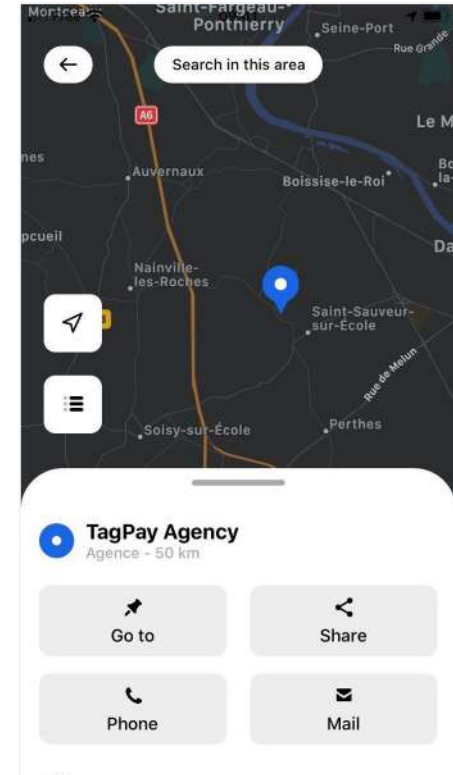 Saint-Fargeau-
Ponthierry
Seine-Port
Rue Grande
Search in this area
A6
Le M
nes
Auvernaux
Boissise-le-Roi
Bo
la-
pcueil
Da
Nainville-
les-Roches
Saint-Sauveur-
sur-École
Rue de Melun
Soisy-sur-École
Perthes
TagPay Agency
Agence - 50 km
Go to
Share
Phone
Mail